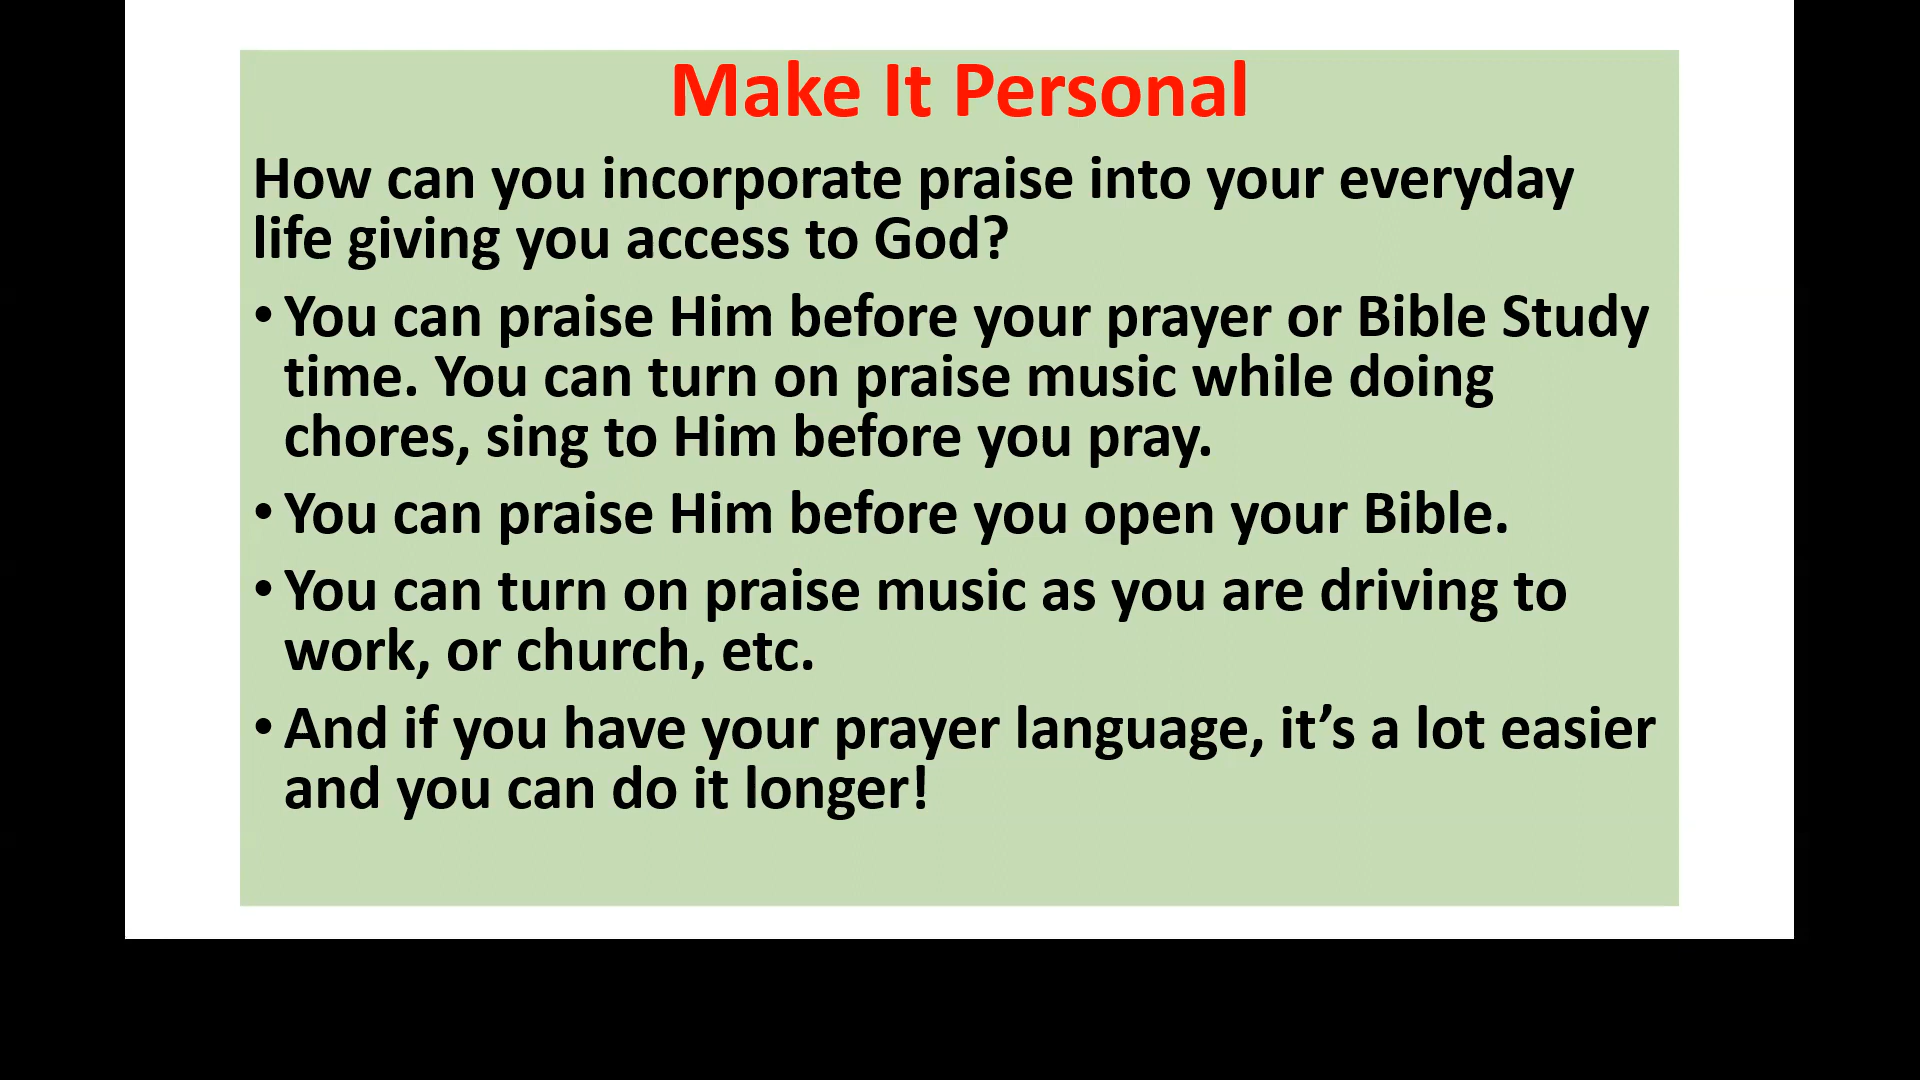 Make It Personal
How can you incorporate praise into your everyday
life giving you access to God?
• You can praise Him before your prayer or Bible Study
time. You can turn on praise music while doing
chores, sing to Him before you pray.
• You can praise Him before you open your Bible.
• You can turn on praise music as you are driving to
work, or church, etc.
• And if you have your prayer language, it’s a lot easier
and you can do it longer!